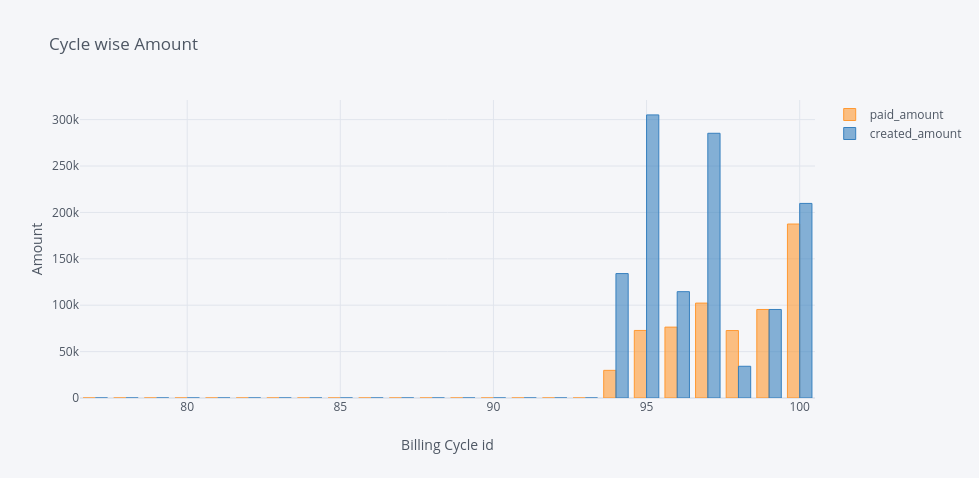 Cycle wise Amount
paid_amount
created_amount
300k
250k
200k
150k
100k
50k
0
Amount
80
85
90
95
100
Billing Cycle id